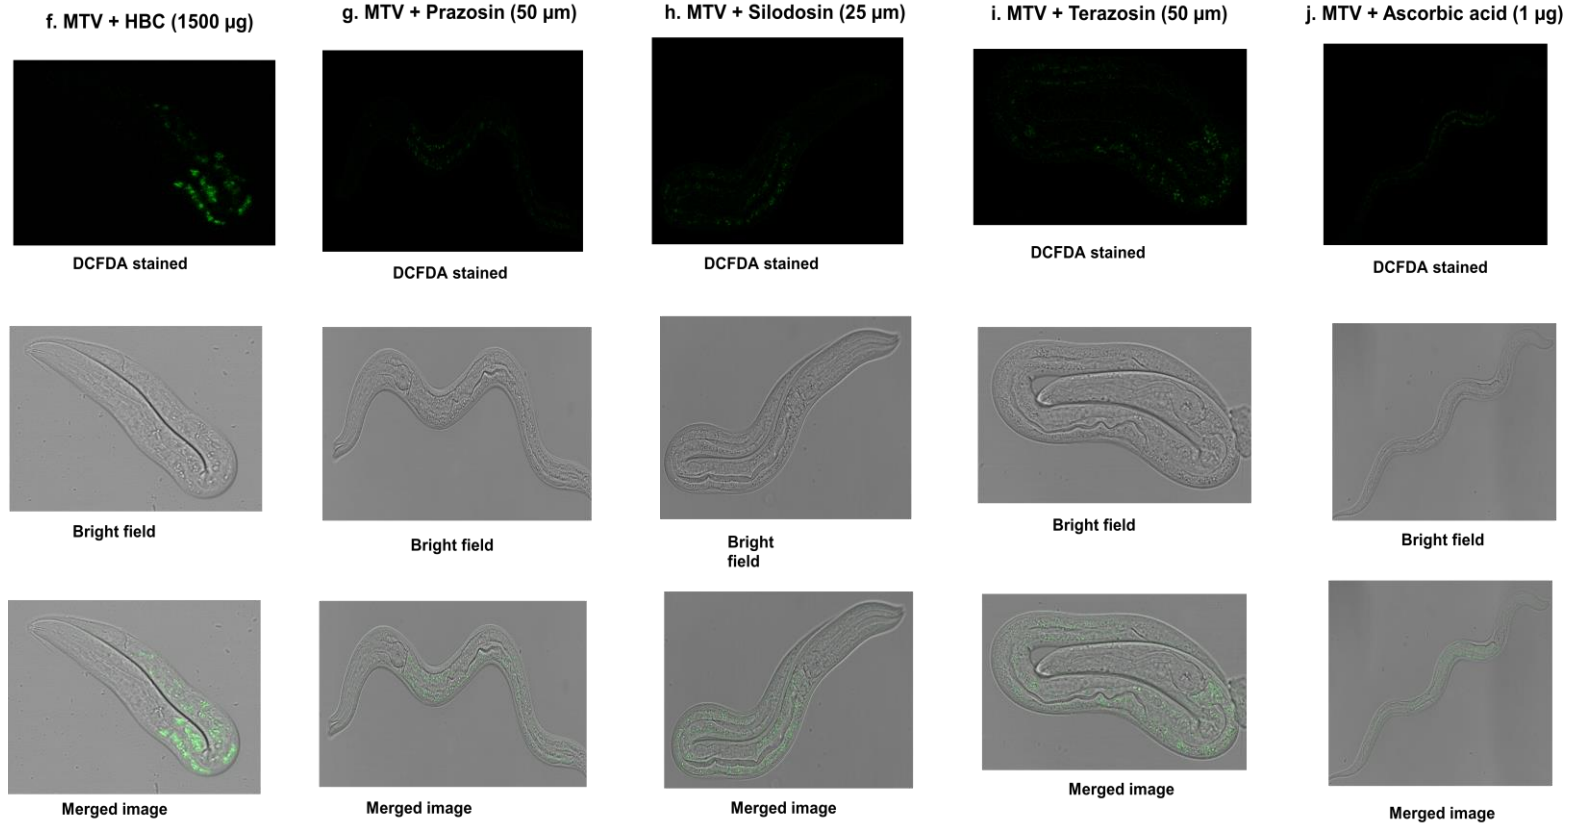 f. MTV + HBC (1500 µg)
g. MTV + Prazosin (50 µm)
h. MTV + Silodosin (25 µm)
i. MTV + Terazosin (50 µm)
j. MTV + Ascorbic acid (1 µg)
DCFDA stained
DCFDA stained
DCFDA stained
DCFDA stained
DCFDA stained
Bright field
Bright field
Bright
field
Bright field
Bright field
Merged image
Merged image
Merged image
Merged image
Merged image